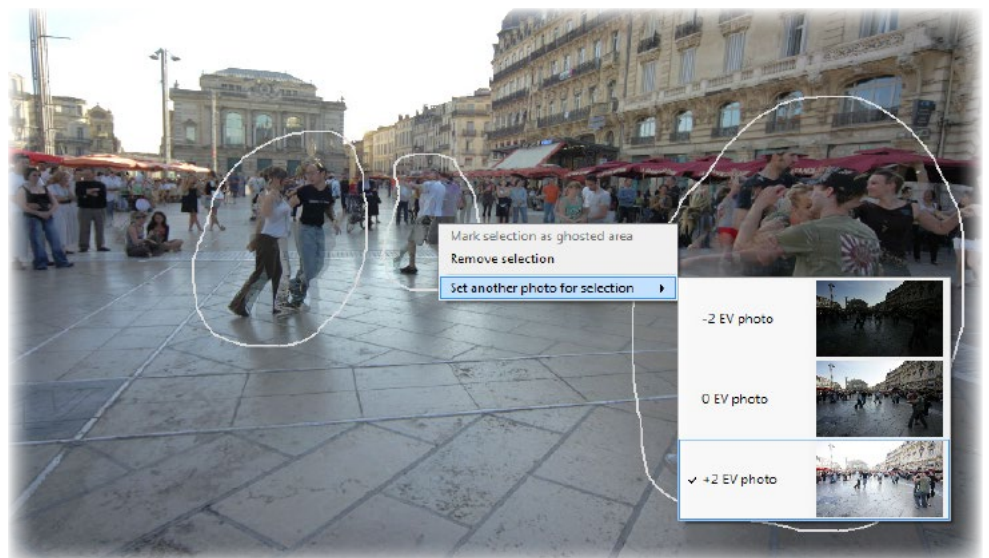 Mark selection as ghosted area
Remove selection
Set another photo for selection
-2 EV photo
0 EV photo
+2 EV photo